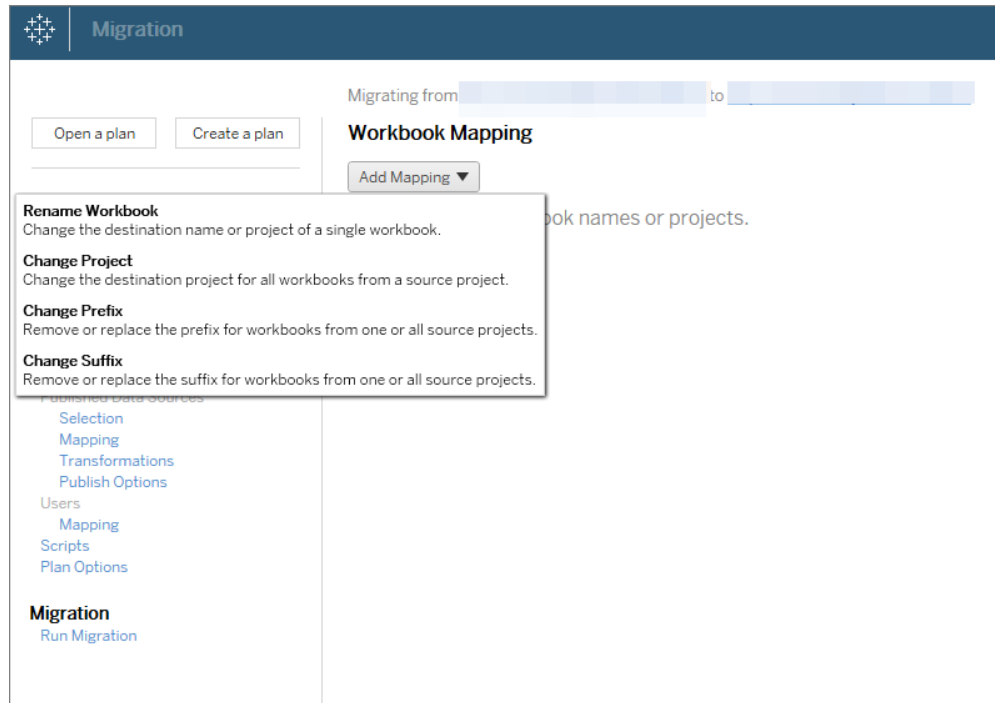 Migration
Migrating from to
Open a plan
Create a plan
Workbook Mapping
Add Mapping ▼
Rename Workbook
Change the destination name or project of a single workbook.
ook names or projects.
Change Project
Change the destination project for all workbooks from a source project.
Change Prefix
Remove or replace the prefix for workbooks from one or all source projects.
Change Suffix
Remove or replace the suffix for workbooks from one or all source projects.
Published Data Sources
Selection
Mapping
Transformations
Publish Options
Users
Mapping
Scripts
Plan Options
Migration
Run Migration